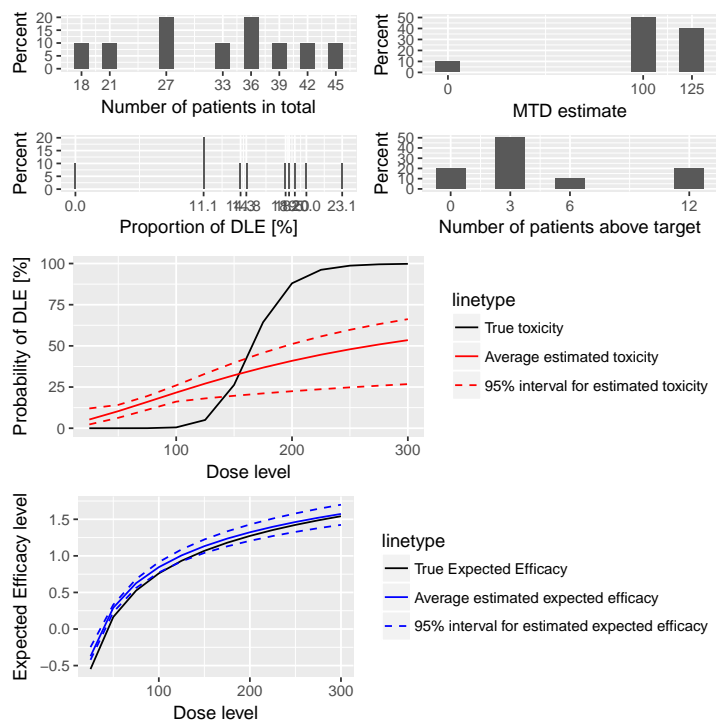 Percent
20
15
10
5
0
18 21 27 33 36 39 42 45
Number of patients in total
Percent
50
40
30
20
10
0
0 100 125
MTD estimate
Percent
20
15
10
5
0
0.0 11.1 23.1
Proportion of DLE [%]
Percent
50
40
30
20
10
0
0 3 6 12
Number of patients above target
Probability of DLE [%]
100
75
50
25
0
100 200 300
Dose level
linetype
True toxicity
Average estimated toxicity
95% interval for estimated toxicity
Expected Efficacy level
1.5
1.0
0.5
0.0
−0.5
100 200 300
Dose level
linetype
True Expected Efficacy
Average estimated expected efficacy
95% interval for estimated expected efficacy